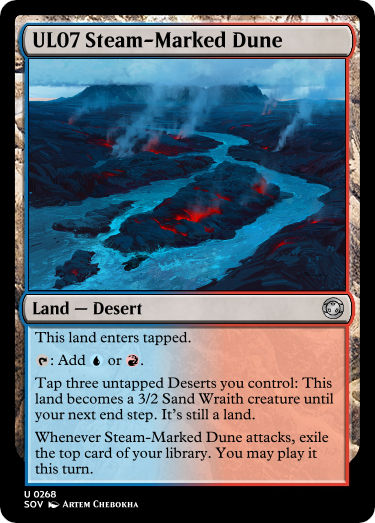 UL07 Steam-Marked Dune
Land — Desert
This land enters tapped.
: Add or .
Tap three untapped Deserts you control: This
land becomes a 3/2 Sand Wraith creature until
your next end step. It's still a land.
Whenever Steam-Marked Dune attacks, exile
the top card of your library. You may play it
this turn.
U 0268
SOV Artem Chebokha